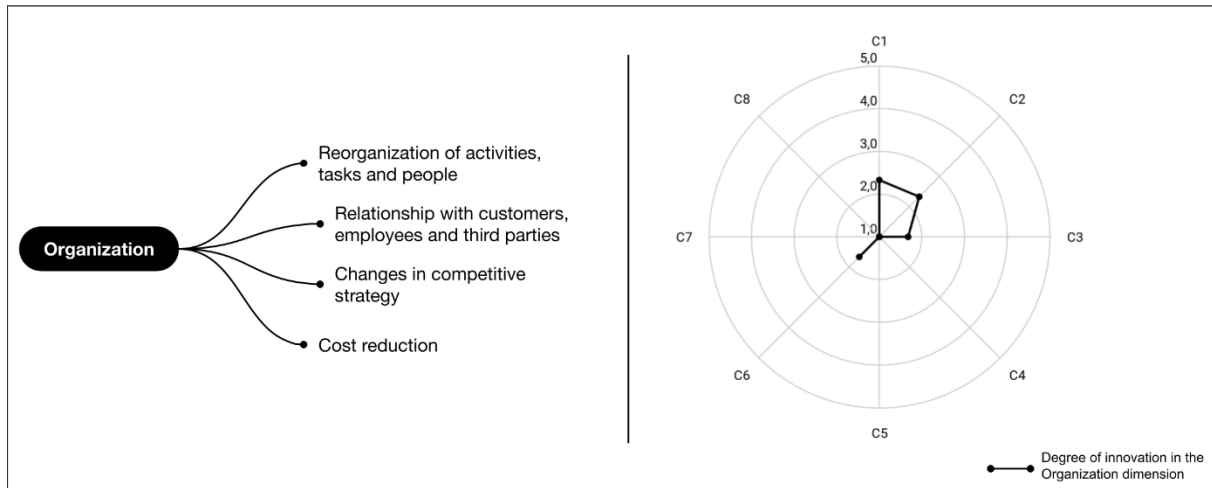 Organization
Reorganization of activities,
tasks and people
Relationship with customers,
employees and third parties
Changes in competitive
strategy
Cost reduction
C1
5,0
C8
C2
4,0
3,0
2,0
C7
1,0
C3
C6
C4
C5
Degree of innovation in the
Organization dimension